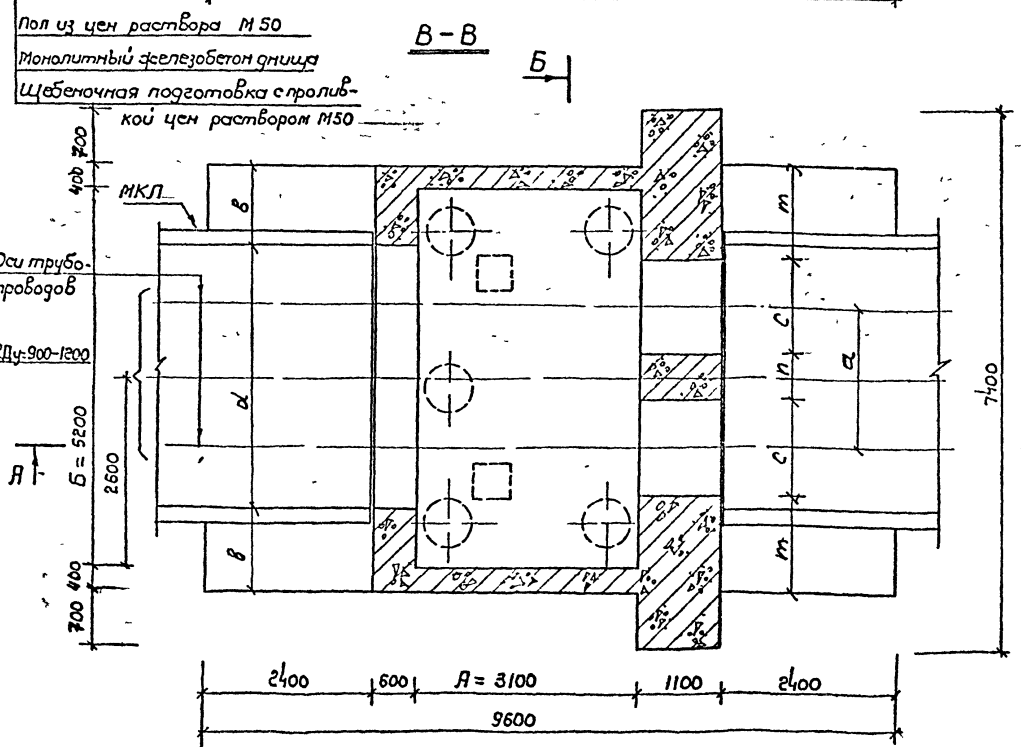 Пол из цем раствора М 50
Монолитный железобетон днища
Щебеночная подготовка с пролив-
кой цем раствором М50
В-В
Б
700
400
МКЛ
в
m
Оси трубо-
проводов
2Ду=900-1200
d
с
n
с
а
7400
А
Б = 5200
2600
400
700
в
m
2400
600
А = 3100
1100
2400
9600